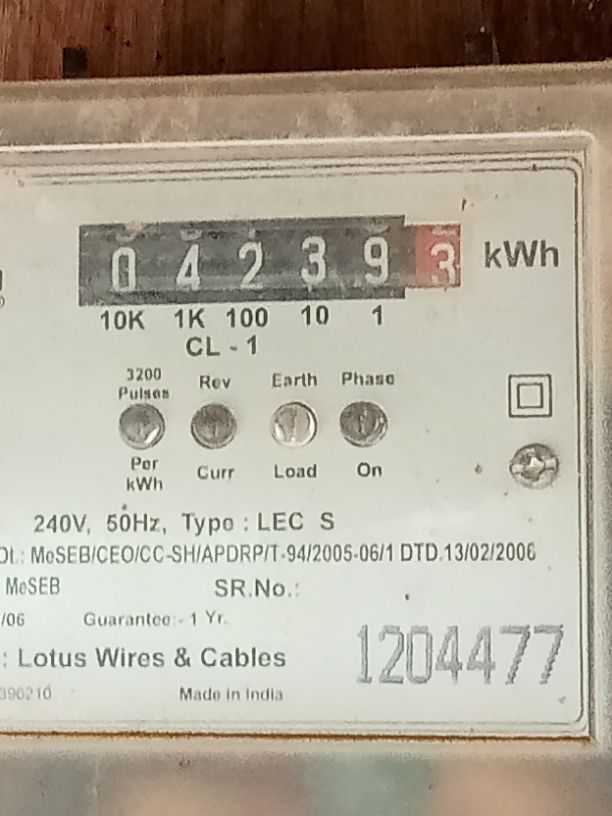 0 4 2 3 9 3 kWh
10K 1K 100 10 1
CL - 1
3200 Pulses Rev Earth Phase
Per kWh Curr Load On
240V, 50Hz, Type : LEC S
Dt.: MeSEB/CEO/CC-SH/APDRP/T-94/2005-06/1 DTD.13/02/2006
MeSEB SR.No.:
/06 Guarantee:- 1 Yr.
1204477
: Lotus Wires & Cables
396210 Made in India